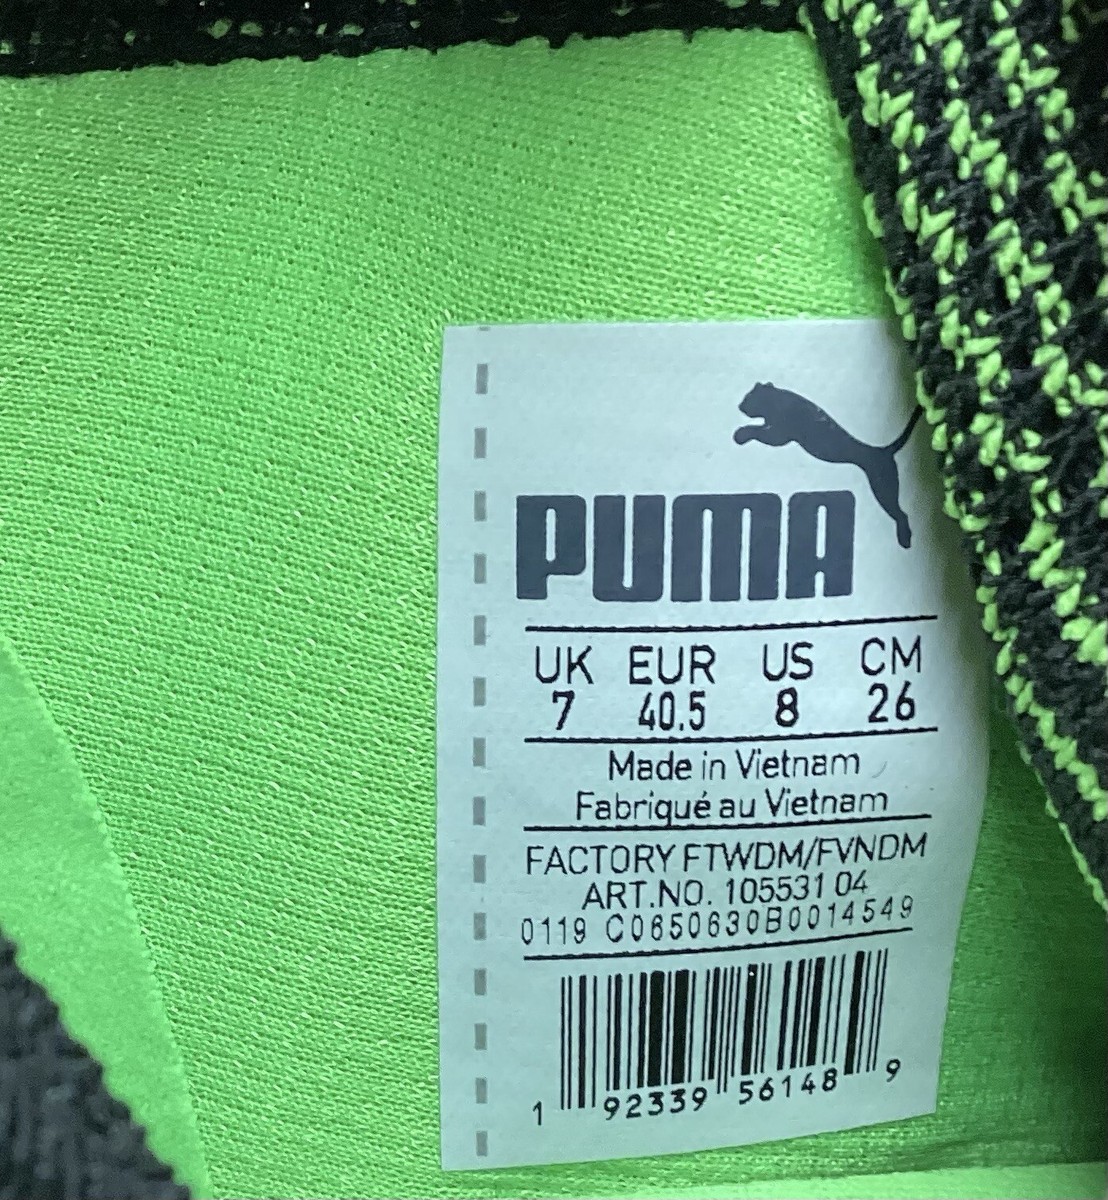 PUMA
UK EUR US CM
7 40.5 8 26
Made in Vietnam
Fabriqué au Vietnam
FACTORY FTWDM/FVNDM
ART.NO. 105531 04
0119 C0650630B0014549
1 92339 56148 9